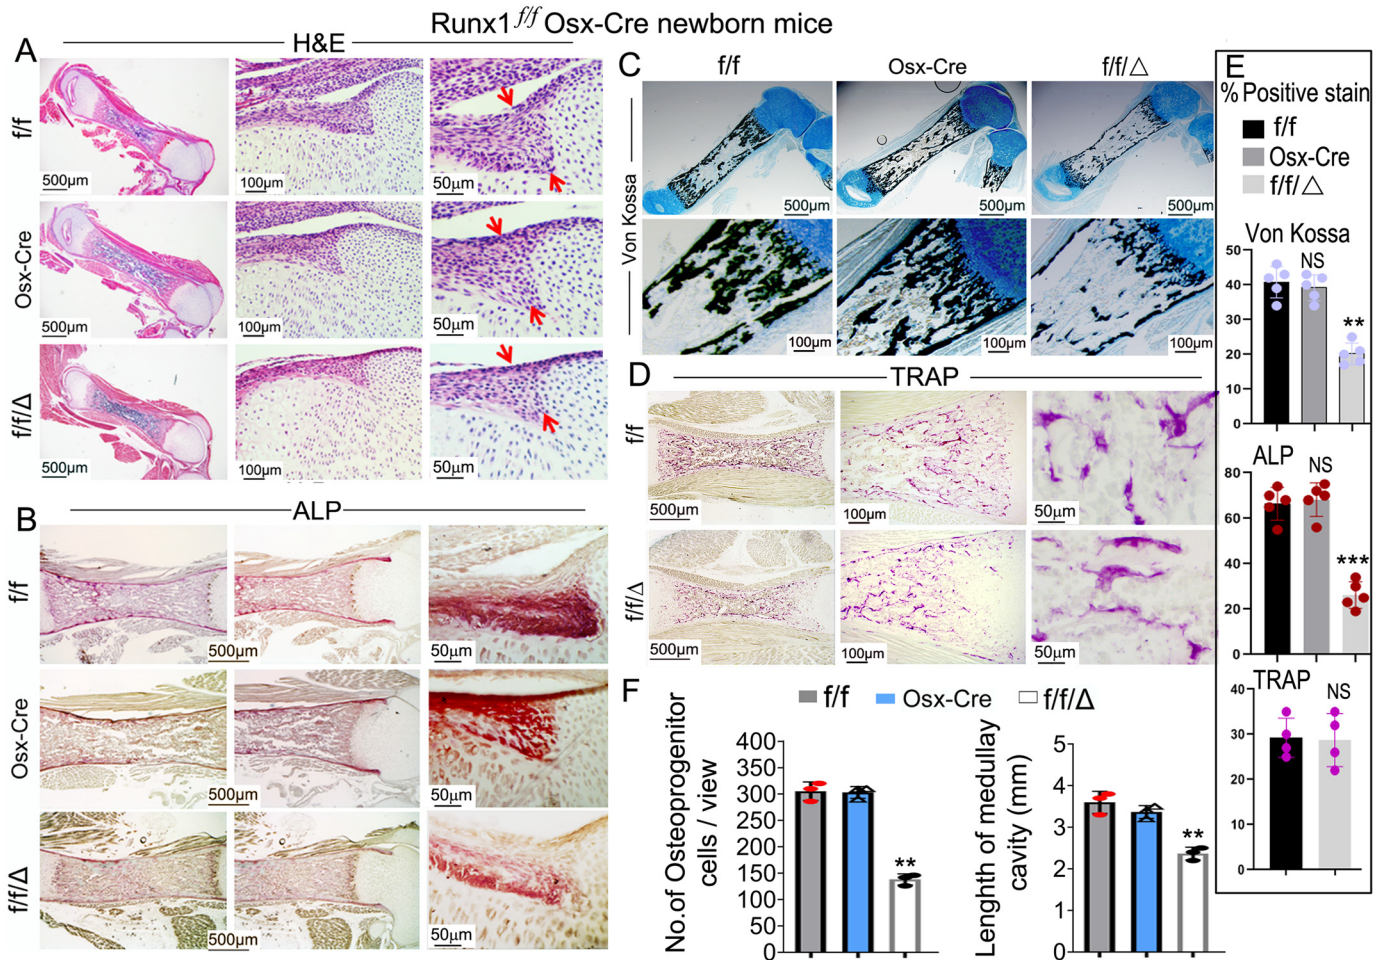 Runx1 f/f Osx-Cre newborn mice
A
H&E
f/f
500μm
100μm
50μm
Osx-Cre
500μm
100μm
50μm
f/f/Δ
500μm
100μm
50μm
B
ALP
f/f
500μm
50μm
Osx-Cre
500μm
50μm
f/f/Δ
500μm
50μm
C
f/f
Osx-Cre
f/f/△
Von Kossa
500μm
500μm
500μm
100μm
100μm
100μm
D
TRAP
f/f
500μm
100μm
50μm
f/f/Δ
500μm
100μm
50μm
E
% Positive stain
f/f
Osx-Cre
f/f/△
Von Kossa
NS
**
50
40
30
20
10
0
ALP
NS
***
80
60
40
20
0
TRAP
NS
40
30
20
10
0
F
f/f
Osx-Cre
f/f/Δ
No.of Osteoprogenitor
cells / view
400
350
300
250
200
150
100
50
0
**
Lenghth of medullay
cavity (mm)
5
4
3
2
1
0
**